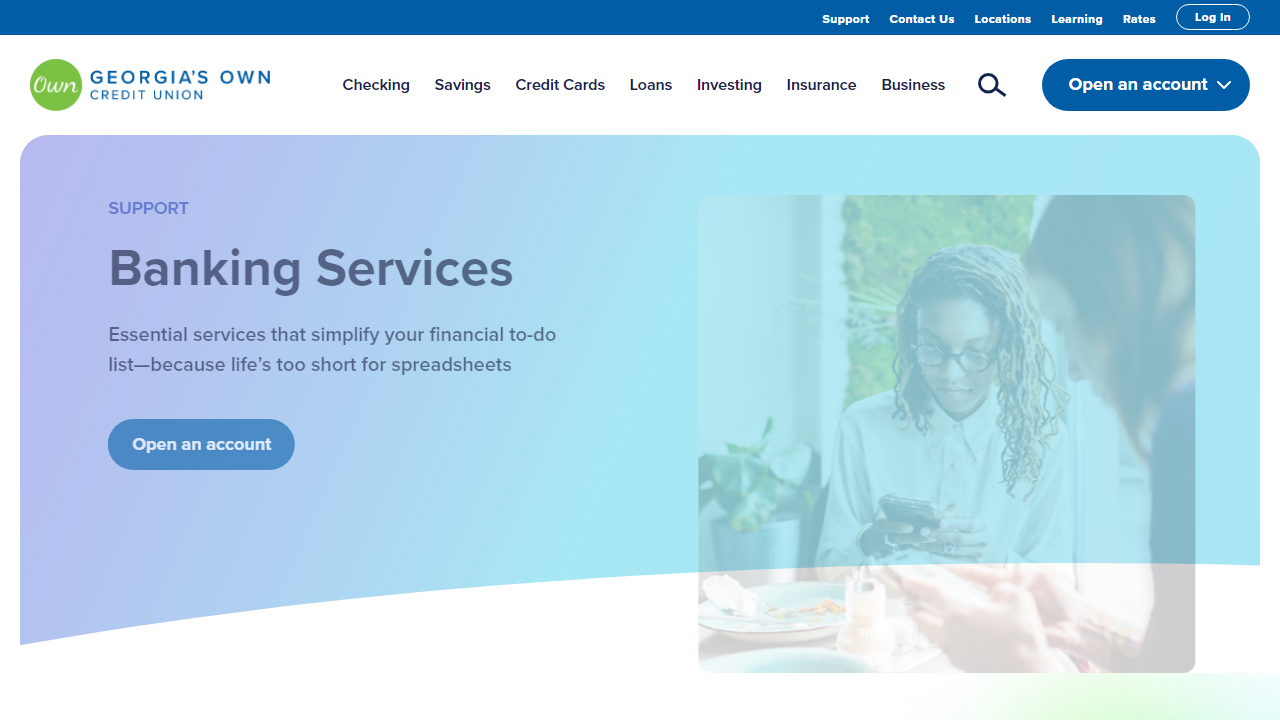 Support Contact Us Locations Learning Rates Log In
Own GEORGIA'S OWN
CREDIT UNION
Checking Savings Credit Cards Loans Investing Insurance Business
Open an account
SUPPORT
Banking Services
Essential services that simplify your financial to-do
list—because life’s too short for spreadsheets
Open an account